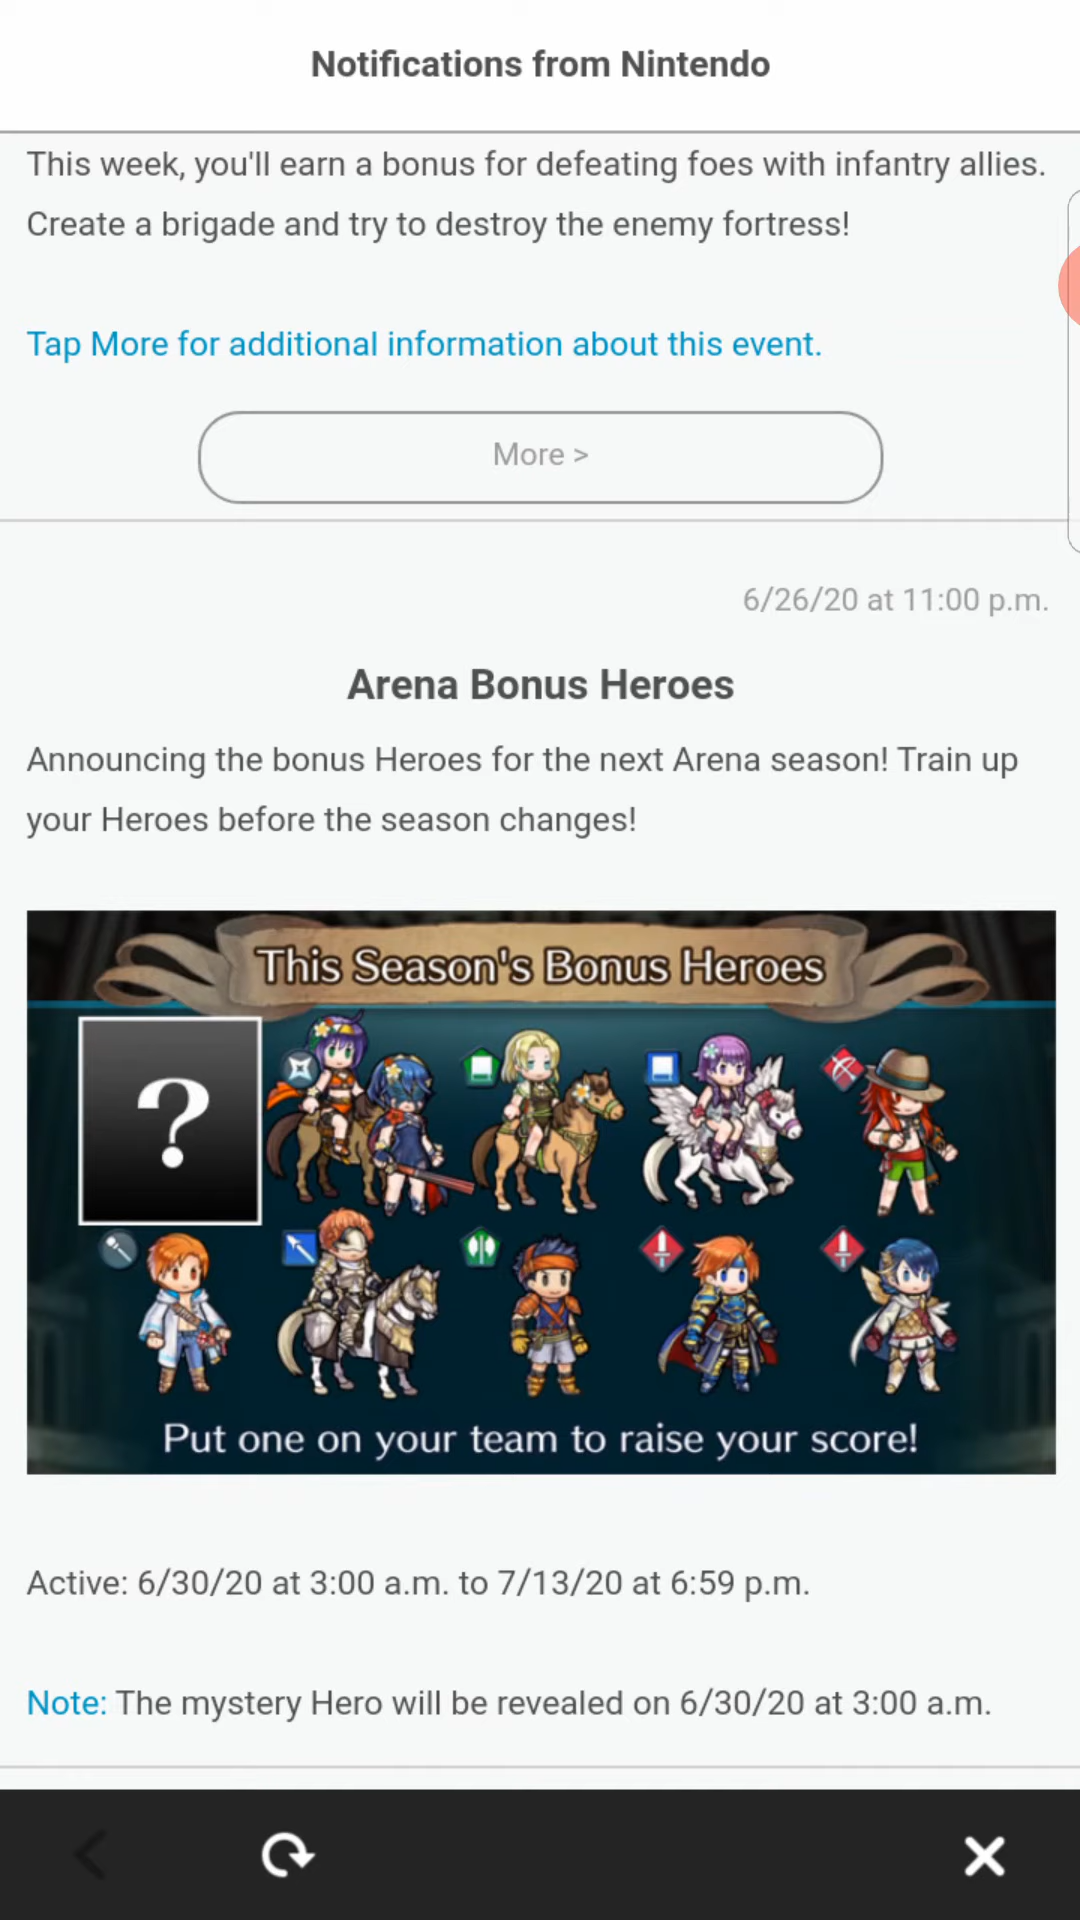 Notifications from Nintendo
This week, you'll earn a bonus for defeating foes with infantry allies.
Create a brigade and try to destroy the enemy fortress!
Tap More for additional information about this event.
More >
6/26/20 at 11:00 p.m.
Arena Bonus Heroes
Announcing the bonus Heroes for the next Arena season! Train up
your Heroes before the season changes!
This Season's Bonus Heroes
?
Put one on your team to raise your score!
Active: 6/30/20 at 3:00 a.m. to 7/13/20 at 6:59 p.m.
Note: The mystery Hero will be revealed on 6/30/20 at 3:00 a.m.